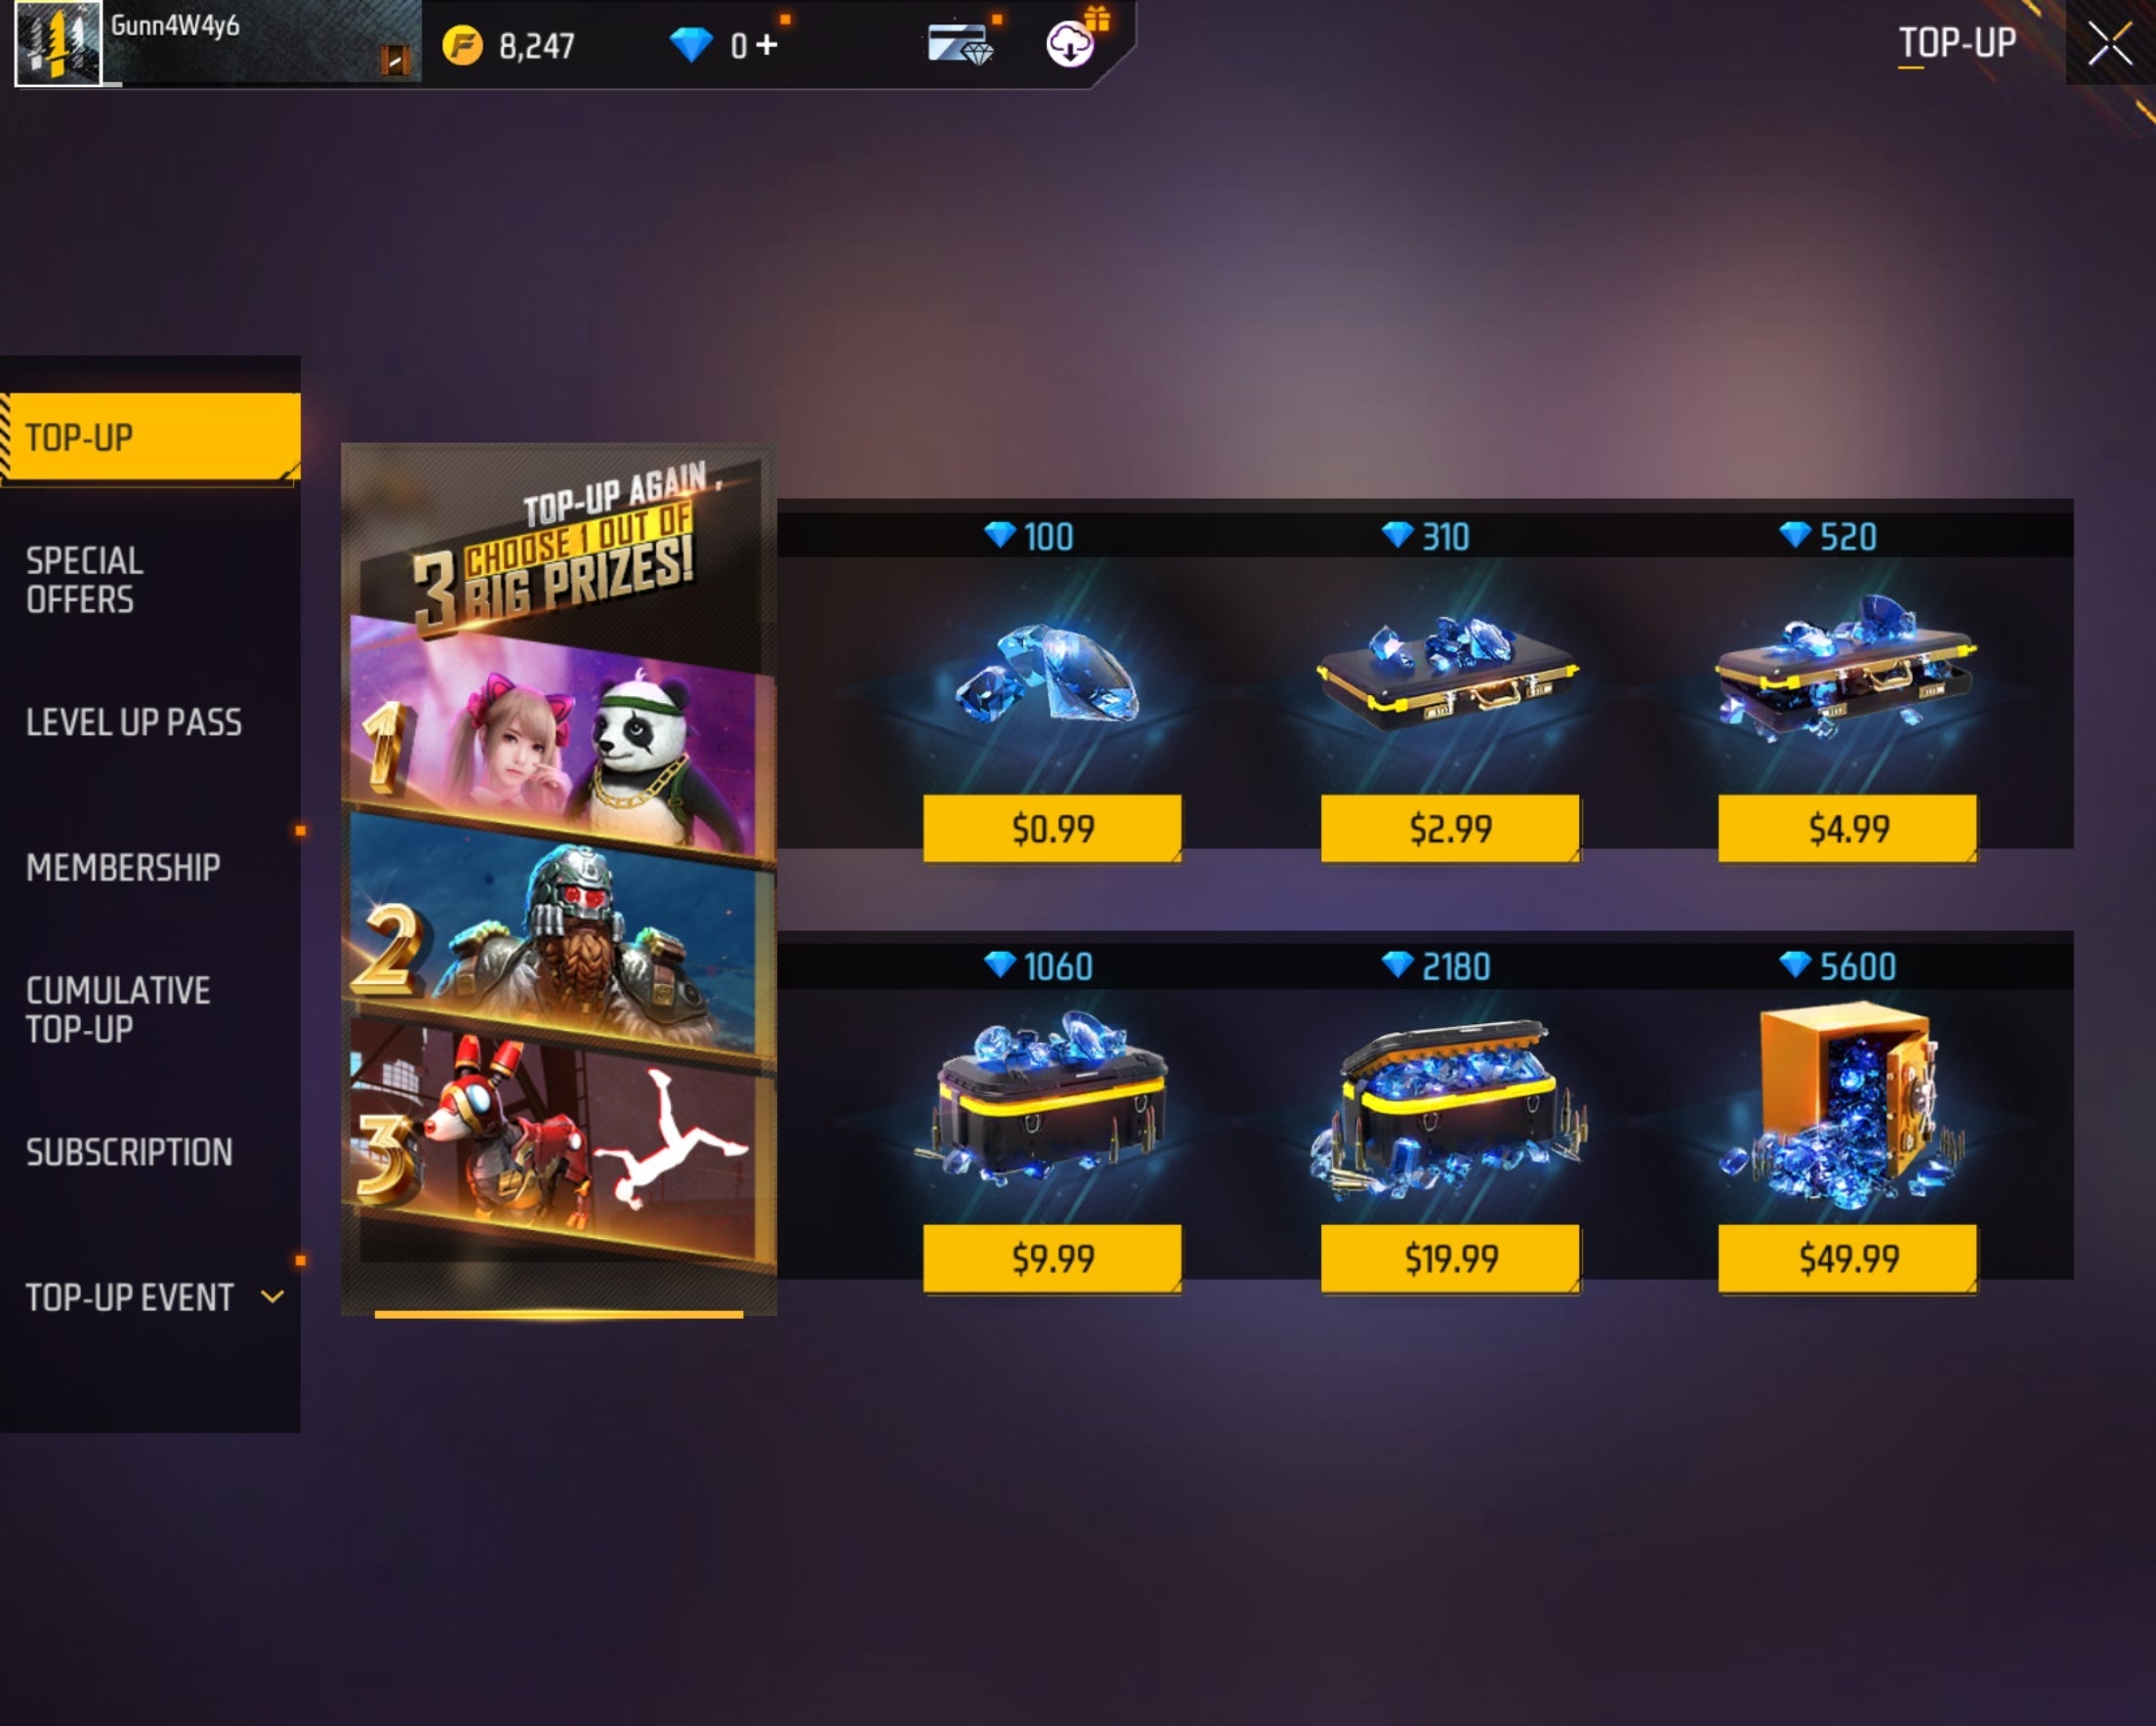 Gunn4W4y6
8,247
0 +
TOP-UP
TOP-UP
SPECIAL
OFFERS
LEVEL UP PASS
MEMBERSHIP
CUMULATIVE
TOP-UP
SUBSCRIPTION
TOP-UP EVENT
TOP-UP AGAIN,
CHOOSE 1 OUT OF
3 BIG PRIZES!
1
2
3
100
310
520
$0.99
$2.99
$4.99
1060
2180
5600
$9.99
$19.99
$49.99